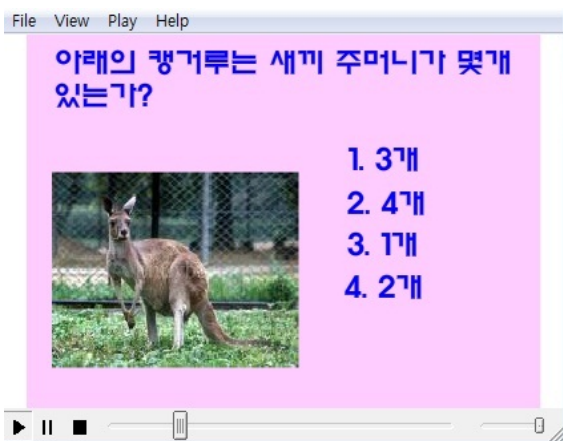 File View Play Help
아래의 캥거루는 새끼 주머니가 몇개
있는가?
1. 3개
2. 4개
3. 1개
4. 2개